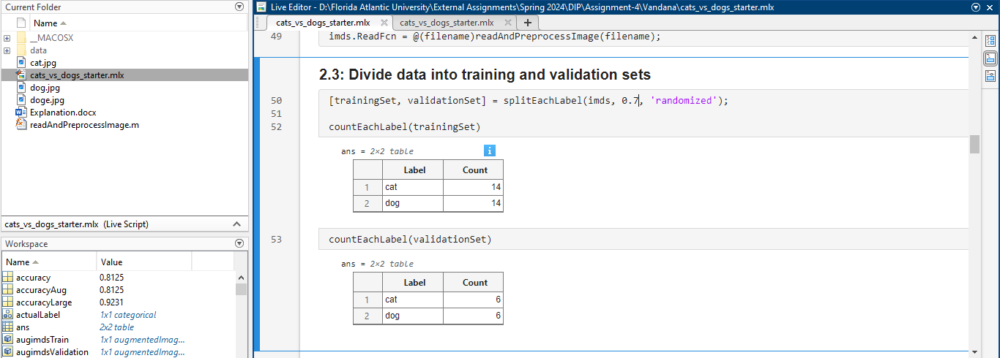 Current Folder
Name
__MACOSX
data
cat.jpg
cats_vs_dogs_starter.mlx
dog.jpg
doge.jpg
Explanation.docx
readAndPreprocessImage.m
cats_vs_dogs_starter.mlx (Live Script)
Workspace
Name Value
accuracy 0.8125
accuracyAug 0.8125
accuracyLarge 0.9231
actualLabel 1x1 categorical
ans 2x2 table
augimdsTrain 1x1 augmentedImag...
augimdsValidation 1x1 augmentedImag...
Live Editor - D:\Florida Atlantic University\External Assignments\Spring 2024\DIP\Assignment-4\Vandana\cats_vs_dogs_starter.mlx
cats_vs_dogs_starter.mlx cats_vs_dogs_starter.mlx
49 imds.ReadFcn = @(filename)readAndPreprocessImage(filename);
2.3: Divide data into training and validation sets
50 [trainingSet, validationSet] = splitEachLabel(imds, 0.7, 'randomized');
51
52 countEachLabel(trainingSet)
ans = 2×2 table
Label Count
1 cat 14
2 dog 14
53 countEachLabel(validationSet)
ans = 2×2 table
Label Count
1 cat 6
2 dog 6